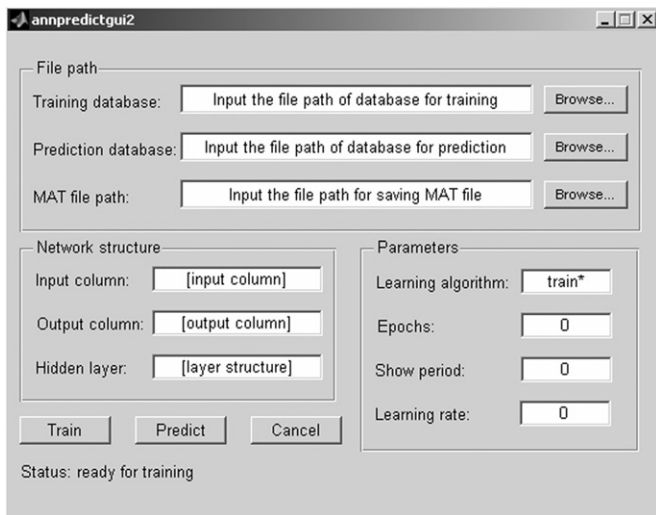 annpredictgui2
File path
Training database: Input the file path of database for training Browse...
Prediction database: Input the file path of database for prediction Browse...
MAT file path: Input the file path for saving MAT file Browse...
Network structure
Input column: [input column]
Output column: [output column]
Hidden layer: [layer structure]
Parameters
Learning algorithm: train*
Epochs: 0
Show period: 0
Learning rate: 0
Train Predict Cancel
Status: ready for training